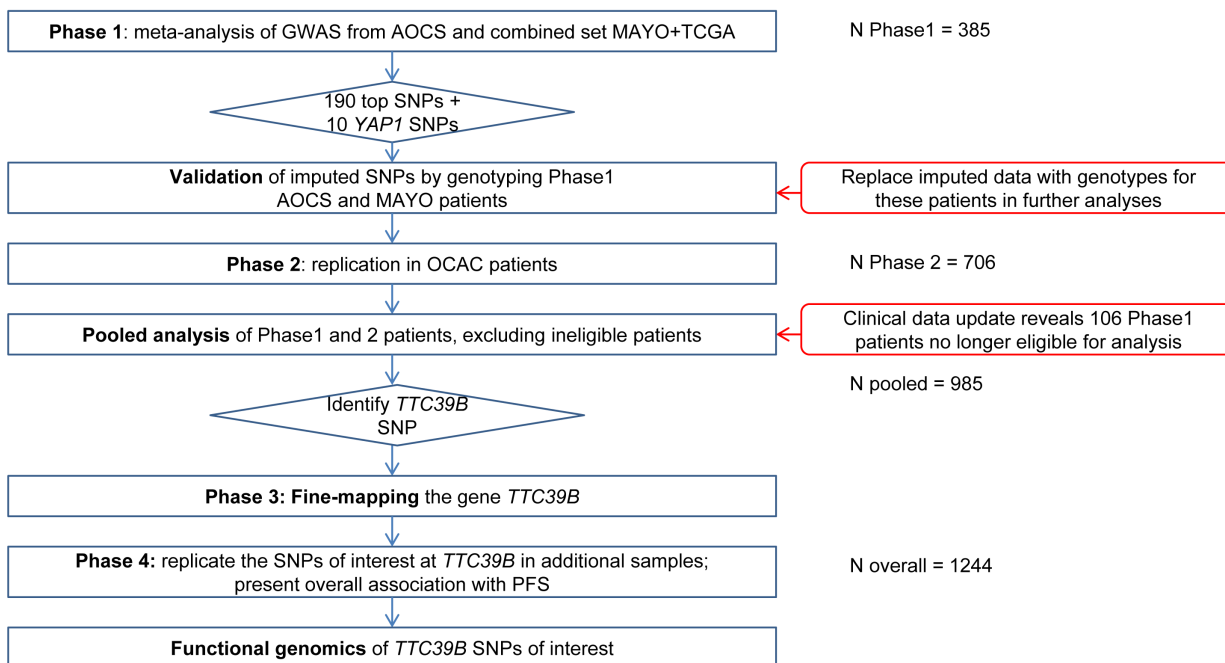 Phase 1: meta-analysis of GWAS from AOCS and combined set MAYO+TCGA
N Phase1 = 385
190 top SNPs +
10 YAP1 SNPs
Validation of imputed SNPs by genotyping Phase1
AOCS and MAYO patients
Replace imputed data with genotypes for
these patients in further analyses
Phase 2: replication in OCAC patients
N Phase 2 = 706
Pooled analysis of Phase1 and 2 patients, excluding ineligible patients
Clinical data update reveals 106 Phase1
patients no longer eligible for analysis
N pooled = 985
Identify TTC39B
SNP
Phase 3: Fine-mapping the gene TTC39B
Phase 4: replicate the SNPs of interest at TTC39B in additional samples;
present overall association with PFS
N overall = 1244
Functional genomics of TTC39B SNPs of interest